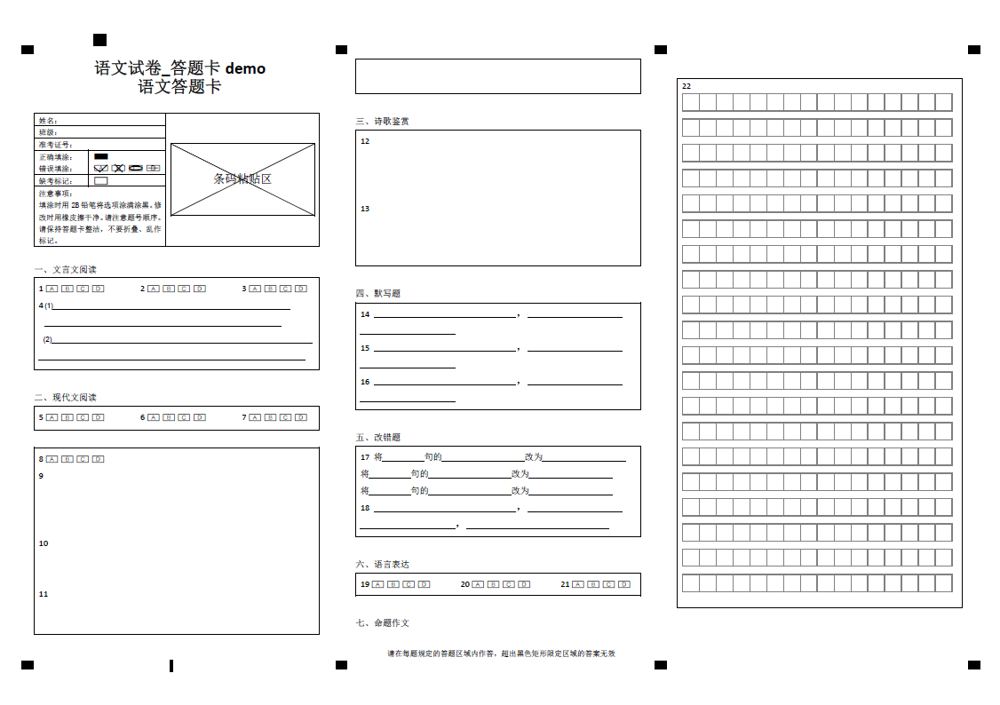 语文试卷_答题卡 demo
语文答题卡
姓名:
班级:
准考证号:
正确填涂:
错误填涂:
缺考标记:
注意事项:
填涂时用 2B 铅笔将选项涂满涂黑。修
改时用橡皮擦干净。请注意题号顺序。
请保持答题卡整洁,不要折叠、乱作
标记。
条码粘贴区
一、文言文阅读
1 A B C D 2 A B C D 3 A B C D
4 (1)
(2)
二、现代文阅读
5 A B C D 6 A B C D 7 A B C D
8 A B C D
9
10
11
三、诗歌鉴赏
12
13
四、默写题
14 ,
15 ,
16 ,
五、改错题
17 将 句的 改为
将 句的 改为
将 句的 改为
18 ,
,
六、语言表达
19 A B C D 20 A B C D 21 A B C D
七、命题作文
请在每题规定的答题区域内作答,超出黑色矩形限定区域的答案无效
22